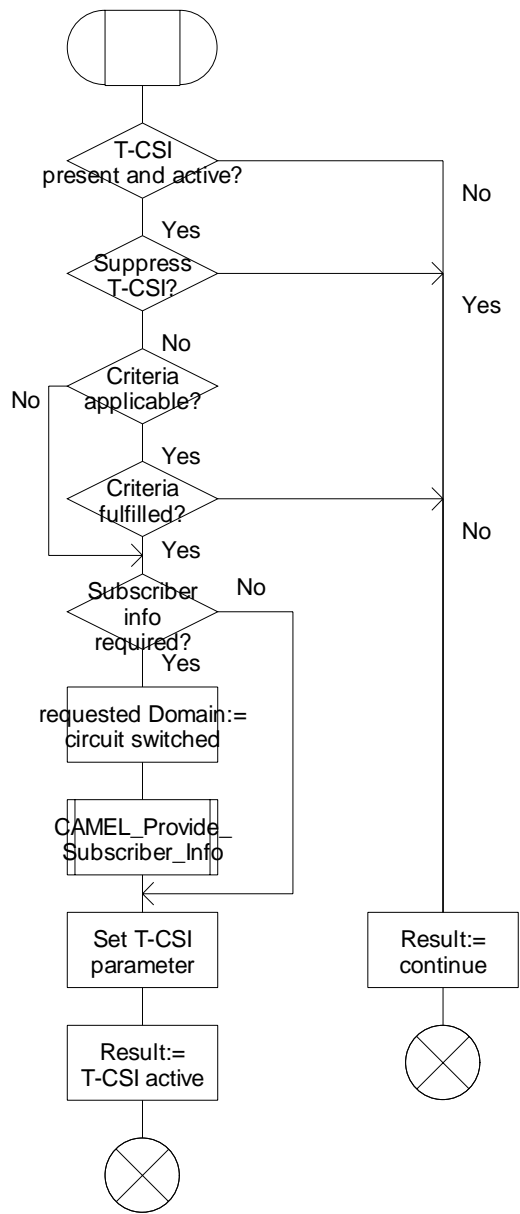 T-CSI
present and active?
No
Yes
Suppress
T-CSI?
Yes
No
Criteria
applicable?
No
Yes
Criteria
fulfilled?
No
Yes
Subscriber
info
required?
No
Yes
requested Domain:=
circuit switched
CAMEL_Provide_
Subscriber_Info
Set T-CSI
parameter
Result:=
continue
Result:=
T-CSI active